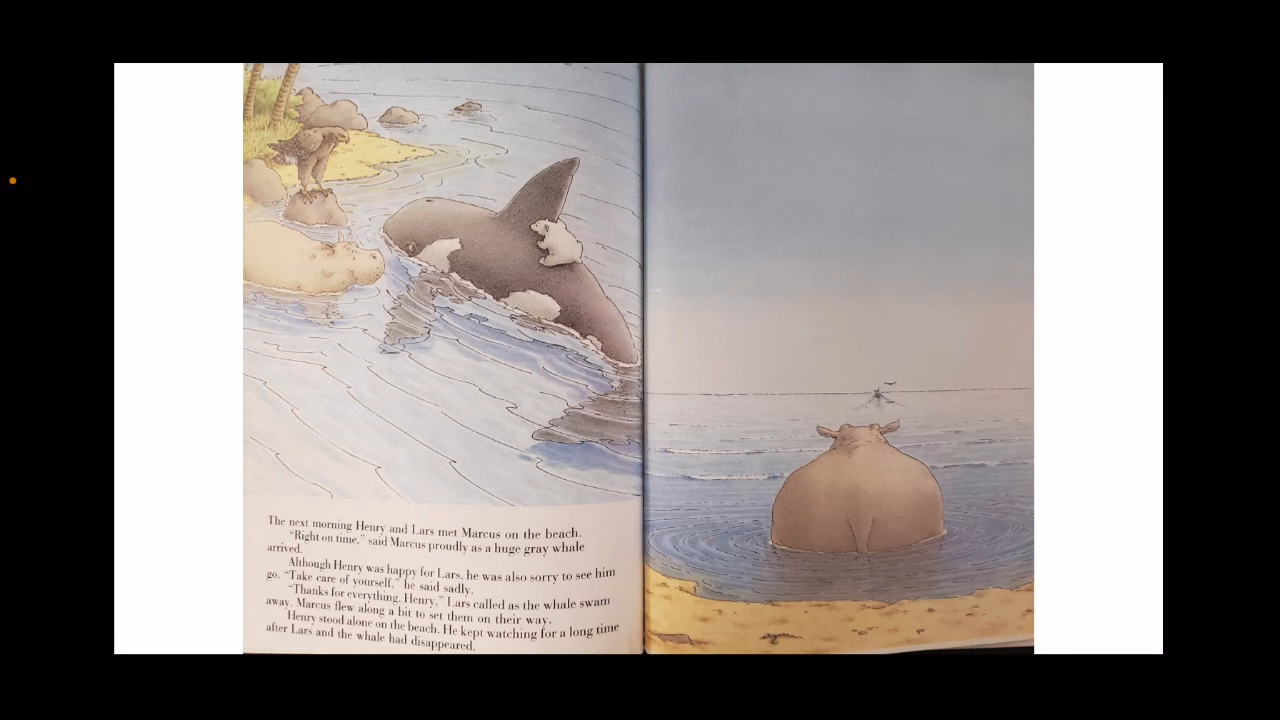 The next morning Henry and Lars met Marcus on the beach.
"Right on time," said Marcus proudly as a huge gray whale
arrived.
Although Henry was happy for Lars, he was also sorry to see him
go. "Take care of yourself," he said sadly.
"Thanks for everything, Henry," Lars called as the whale swam
away. Marcus flew along a bit to set them on their way.
Henry stood alone on the beach. He kept watching for a long time
after Lars and the whale had disappeared.